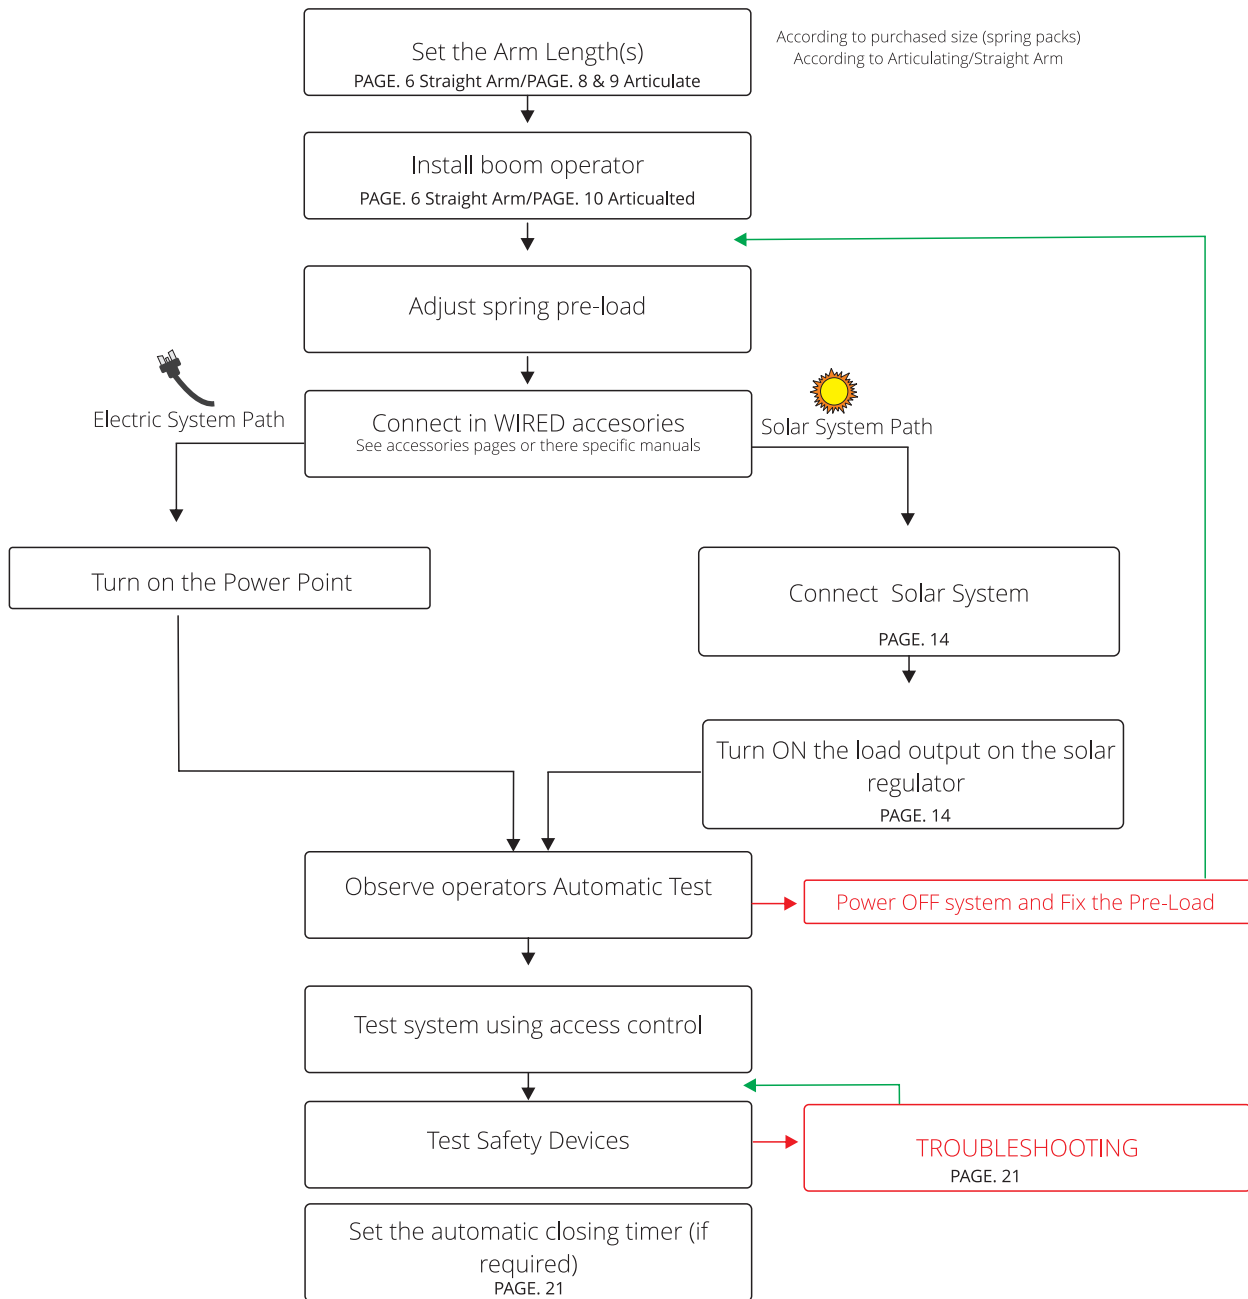 Set the Arm Length(s)
PAGE. 6 Straight Arm/PAGE. 8 & 9 Articulate
According to purchased size (spring packs)
According to Articulating/Straight Arm
Install boom operator
PAGE. 6 Straight Arm/PAGE. 10 Articualted
Adjust spring pre-load
Electric System Path
Connect in WIRED accesories
See accessories pages or there specific manuals
Solar System Path
Turn on the Power Point
Connect Solar System
PAGE. 14
Turn ON the load output on the solar
regulator
PAGE. 14
Observe operators Automatic Test
Power OFF system and Fix the Pre-Load
Test system using access control
Test Safety Devices
TROUBLESHOOTING
PAGE. 21
Set the automatic closing timer (if
required)
PAGE. 21